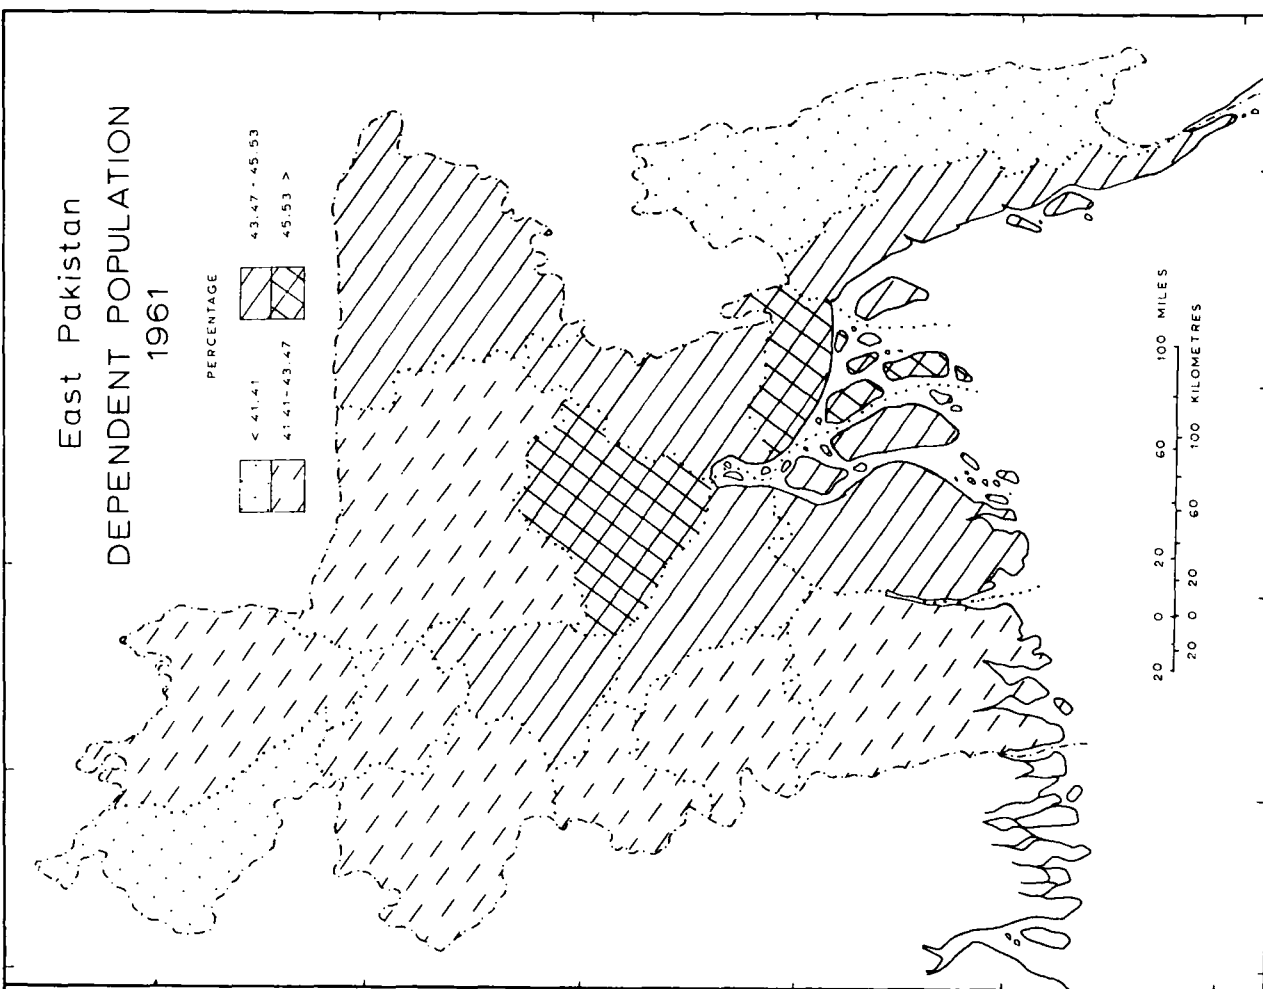 East Pakistan
DEPENDENT POPULATION
1961
PERCENTAGE
< 41.41
41.41-43.47
43.47 - 45.53
45.53 >
20 0 20 60 100 MILES
20 0 20 60 100 KILOMETRES